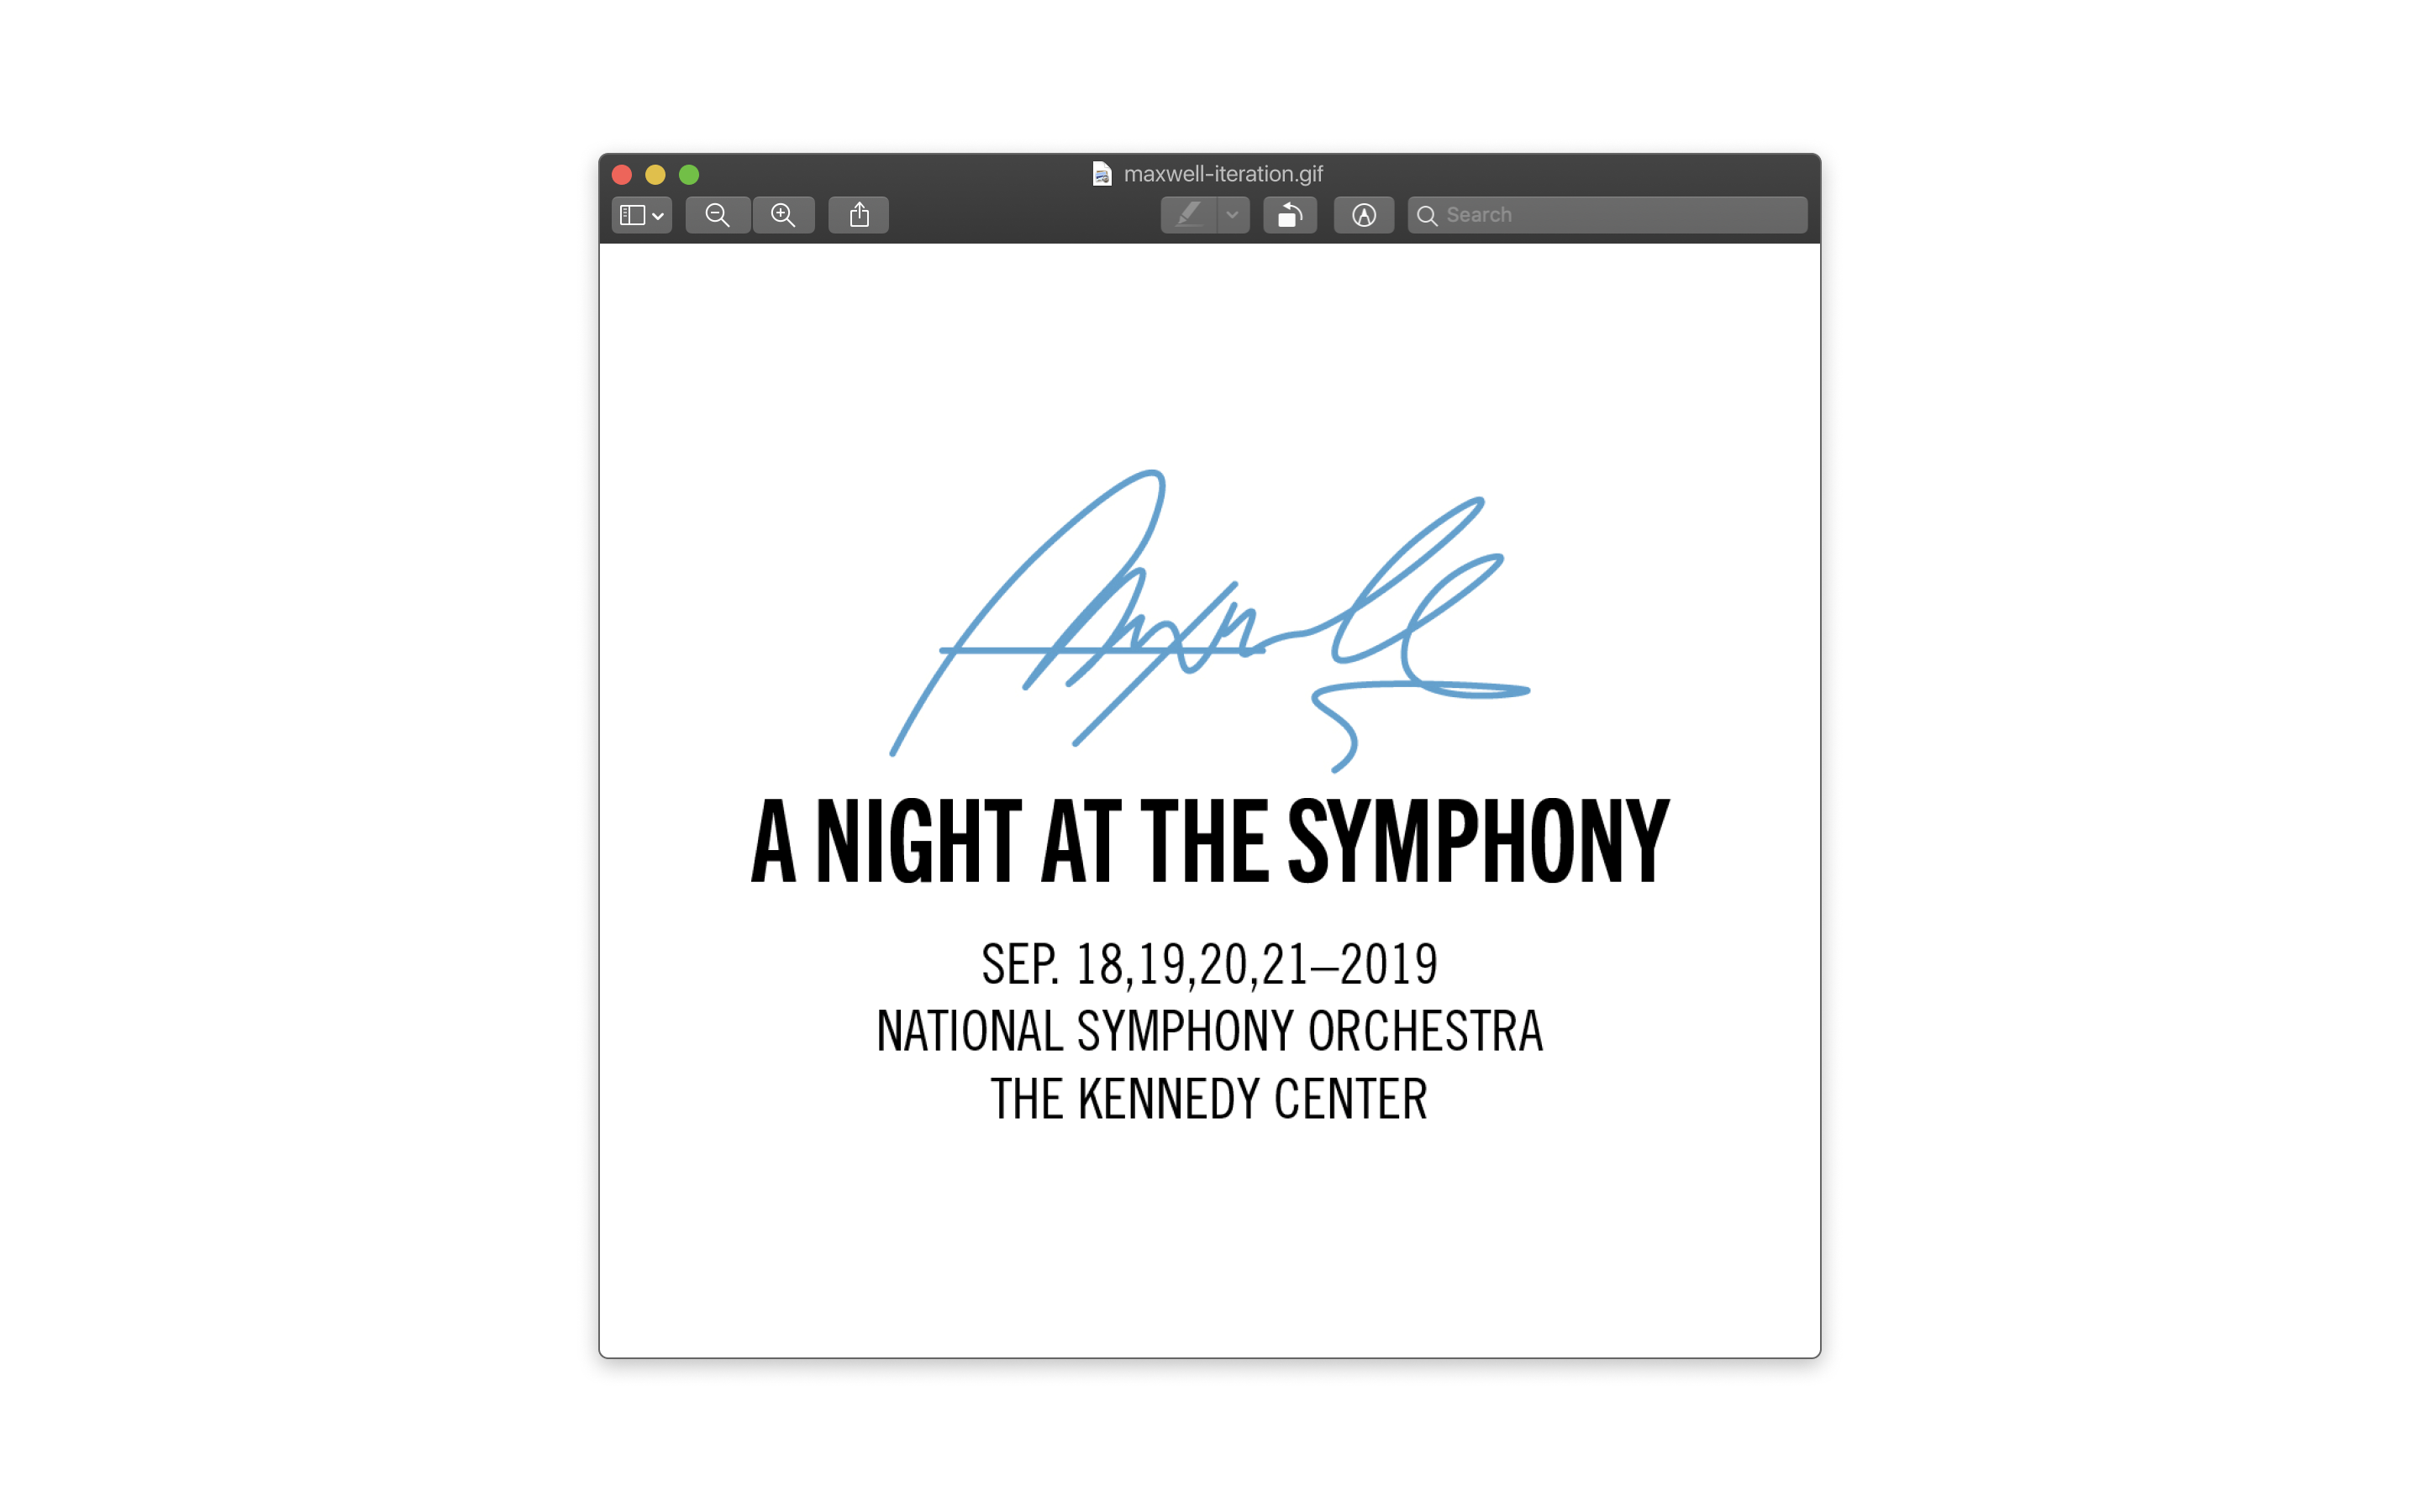 maxwell-iteration.gif
Search
Maxwell
A NIGHT AT THE SYMPHONY
SEP. 18,19,20,21—2019
NATIONAL SYMPHONY ORCHESTRA
THE KENNEDY CENTER